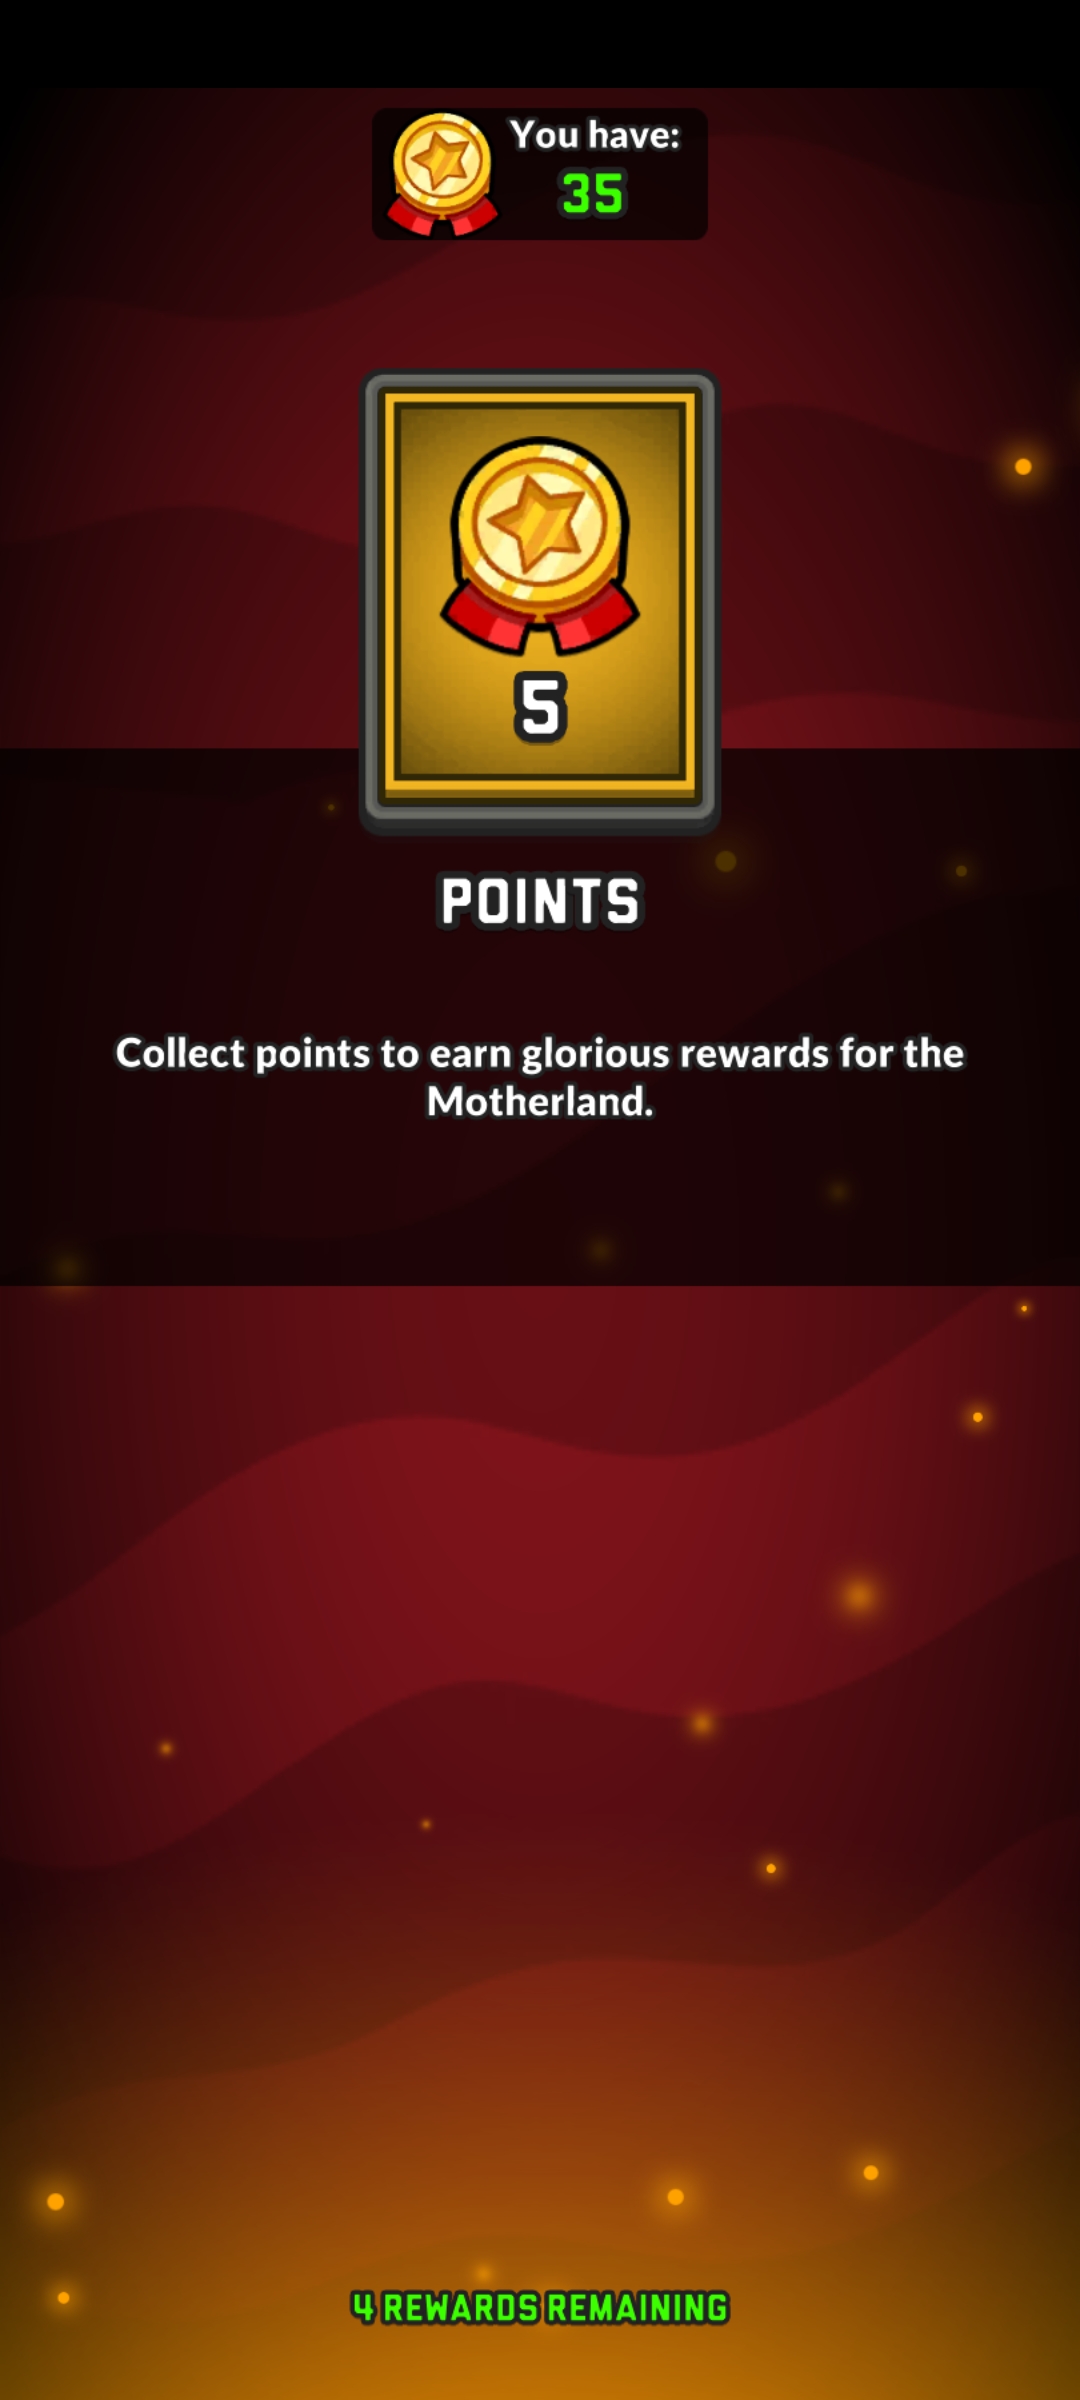 You have:
35
5
POINTS
Collect points to earn glorious rewards for the
Motherland.
4 REWARDS REMAINING